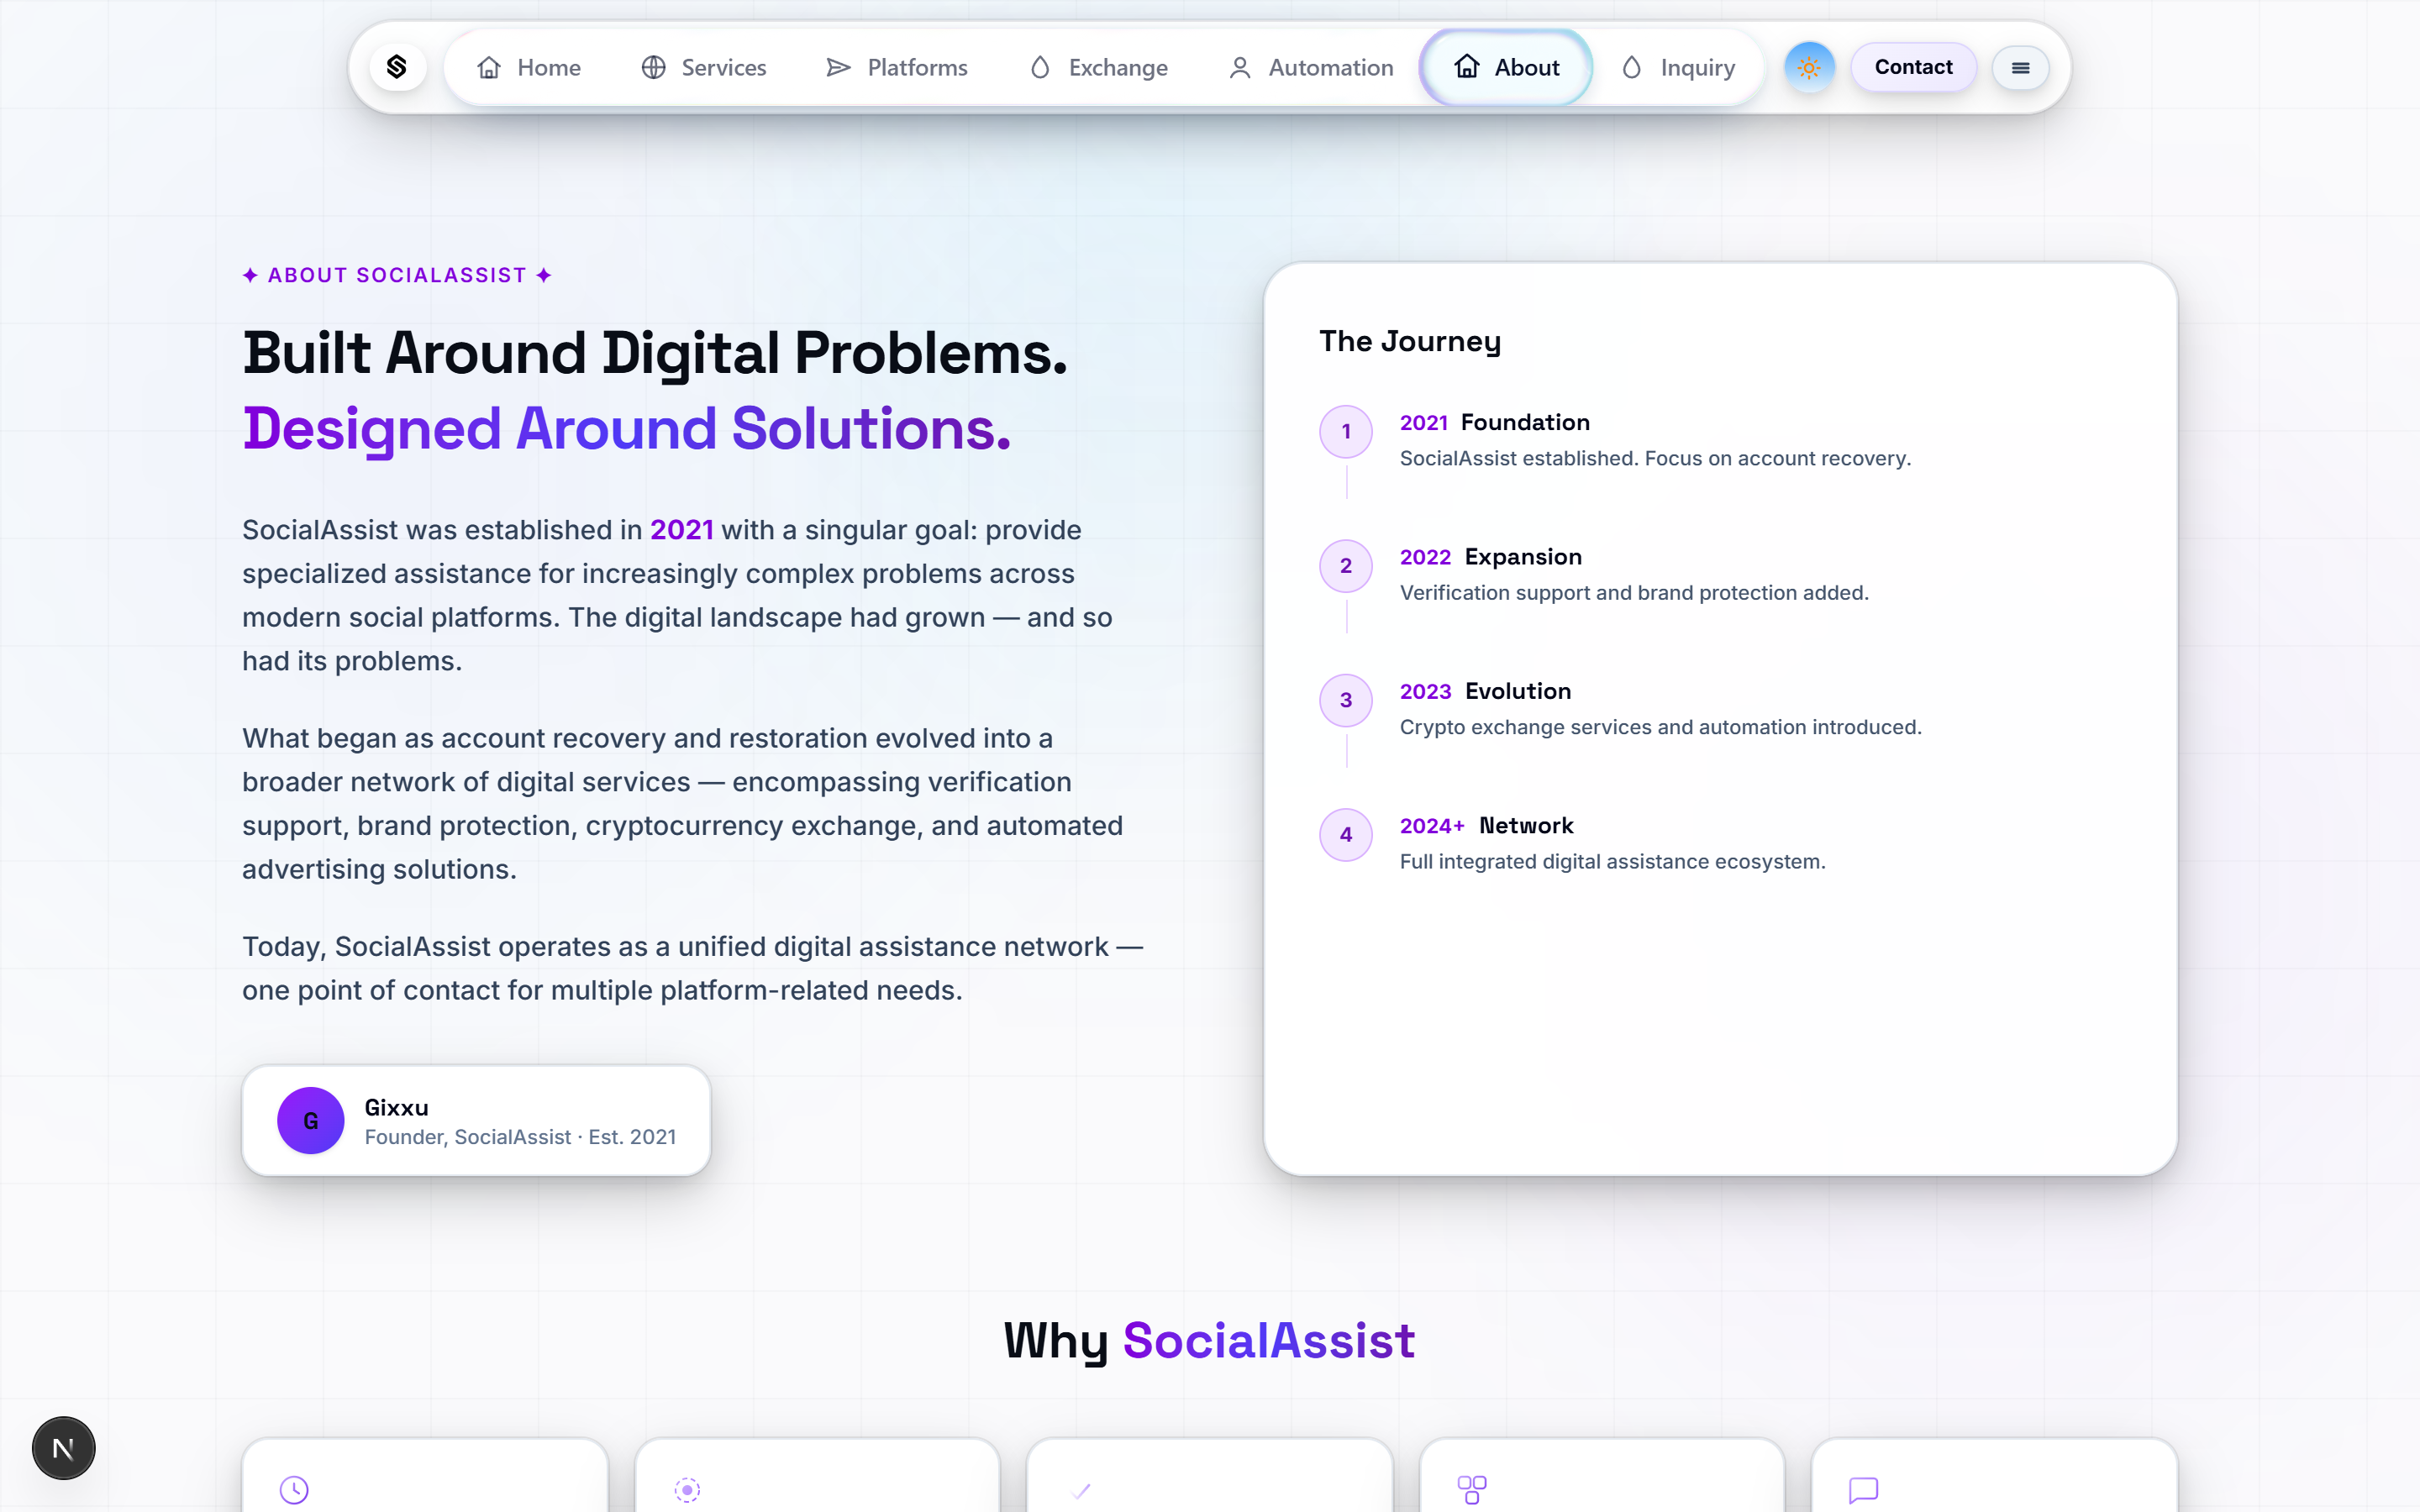 Home
Services
Platforms
Exchange
Automation
About
Inquiry
Contact
✦ ABOUT SOCIALASSIST ✦
Built Around Digital Problems.
Designed Around Solutions.
SocialAssist was established in 2021 with a singular goal: provide
specialized assistance for increasingly complex problems across
modern social platforms. The digital landscape had grown — and so
had its problems.
What began as account recovery and restoration evolved into a
broader network of digital services — encompassing verification
support, brand protection, cryptocurrency exchange, and automated
advertising solutions.
Today, SocialAssist operates as a unified digital assistance network —
one point of contact for multiple platform-related needs.
G
Gixxu
Founder, SocialAssist · Est. 2021
The Journey
1
2021 Foundation
SocialAssist established. Focus on account recovery.
2
2022 Expansion
Verification support and brand protection added.
3
2023 Evolution
Crypto exchange services and automation introduced.
4
2024+ Network
Full integrated digital assistance ecosystem.
Why SocialAssist
N